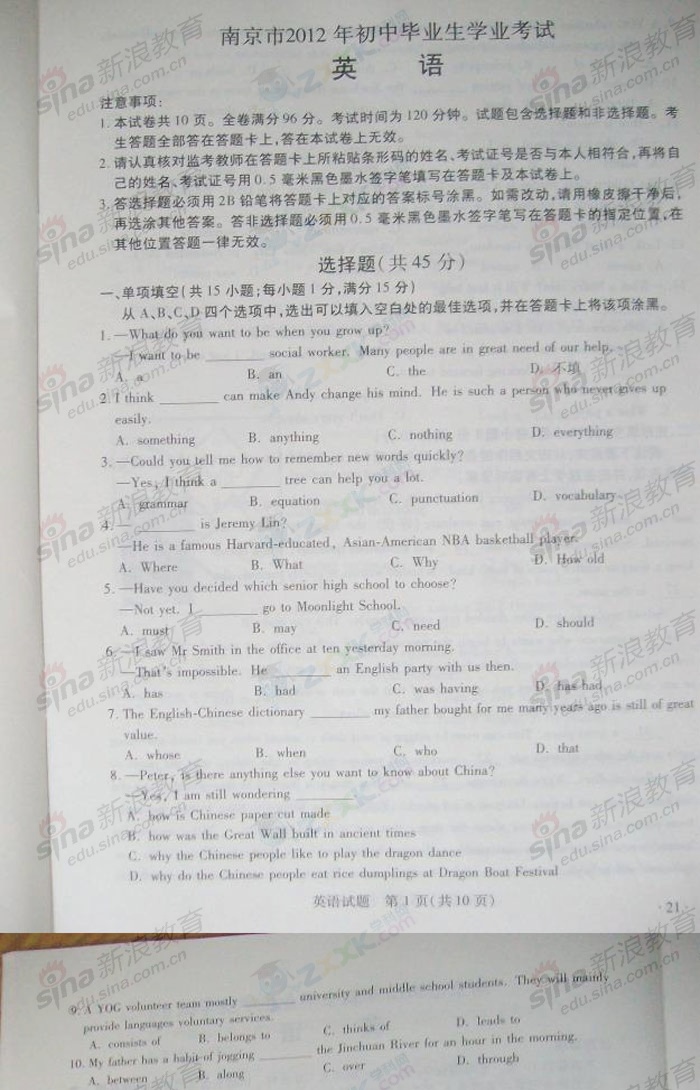 南京市2012年初中毕业生学业考试
英 语
注意事项:
1. 本试卷共10页。全卷满分96分。考试时间为120分钟。试题包含选择题和非选择题。考
生答题全部答在答题卡上,答在本试卷上无效。
2. 请认真核对监考教师在答题卡上所粘贴条形码的姓名、考试证号是否与本人相符合,再将自
己的姓名、考试证号用0.5毫米黑色墨水签字笔填写在答题卡及本试卷上。
3. 答选择题必须用2B铅笔将答题卡上对应的答案标号涂黑。如需改动,请用橡皮擦干净后,
再选涂其他答案。答非选择题必须用0.5毫米黑色墨水签字笔写在答题卡的指定位置,在
其他位置答题一律无效。
选择题(共45分)
一、单项填空(共15小题;每小题1分,满分15分)
从A、B、C、D四个选项中,选出可以填入空白处的最佳选项,并在答题卡上将该项涂黑。
1. —What do you want to be when you grow up?
—I want to be ________ social worker. Many people are in great need of our help.
A. a B. an C. the D. 不填
2. I think ________ can make Andy change his mind. He is such a person who never gives up
easily.
A. something B. anything C. nothing D. everything
3. —Could you tell me how to remember new words quickly?
—Yes, I think a ________ tree can help you a lot.
A. grammar B. equation C. punctuation D. vocabulary
4. —________ is Jeremy Lin?
—He is a famous Harvard-educated, Asian-American NBA basketball player.
A. Where B. What C. Why D. How old
5. —Have you decided which senior high school to choose?
—Not yet. I ________ go to Moonlight School.
A. must B. may C. need D. should
6. —I saw Mr Smith in the office at ten yesterday morning.
—That's impossible. He ________ an English party with us then.
A. has B. had C. was having D. has had
7. The English-Chinese dictionary ________ my father bought for me many years ago is still of great
value.
A. whose B. when C. who D. that
8. —Peter, is there anything else you want to know about China?
—Yes, I am still wondering ________
A. how is Chinese paper cut made
B. how was the Great Wall built in ancient times
C. why the Chinese people like to play the dragon dance
D. why do the Chinese people eat rice dumplings at Dragon Boat Festival
英语试题 第1页(共10页)
· 21 ·
9. A YOG volunteer team mostly ________ university and middle school students. They will mainly
provide languages voluntary services.
A. consists of B. belongs to C. thinks of D. leads to
10. My father has a habit of jogging ________ the Jinchuan River for an hour in the morning.
A. between B. along C. over D. through